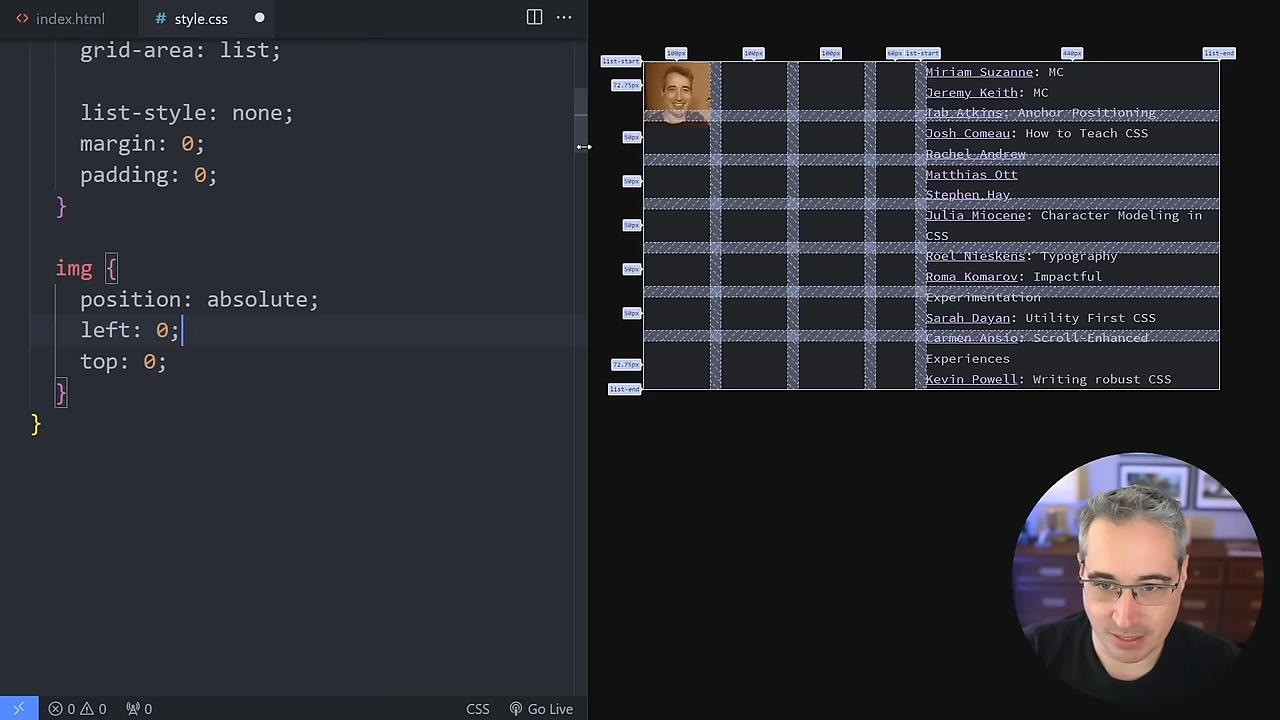 index.html
style.css
grid-area: list;
list-style: none;
margin: 0;
padding: 0;
}
img {
position: absolute;
left: 0;
top: 0;
}
}
0 0
0
CSS
Go Live
100px
100px
100px
60px
ist-start
440px
list-end
list-start
72.75px
50px
50px
50px
50px
50px
72.75px
list-end
Miriam Suzanne: MC
Jeremy Keith: MC
Tab Atkins: Anchor Positioning
Josh Comeau: How to Teach CSS
Rachel Andrew
Matthias Ott
Stephen Hay
Julia Miocene: Character Modeling in
CSS
Roel Nieskens: Typography
Roma Komarov: Impactful
Experimentation
Sarah Dayan: Utility First CSS
Carmen Ansio: Scroll-Enhanced
Experiences
Kevin Powell: Writing robust CSS